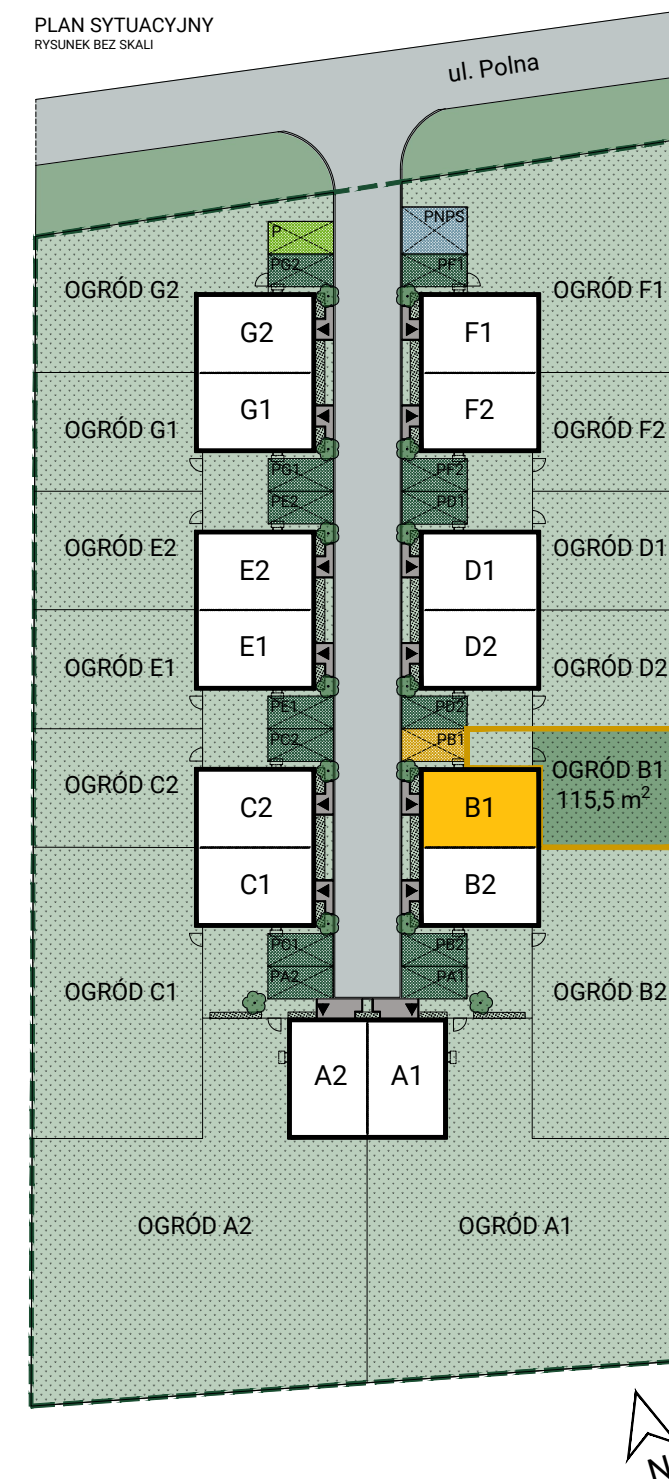 PLAN SYTUACYJNY
RYSUNEK BEZ SKALI
ul. Polna
P
PNPS
PG2
PF1
OGRÓD G2
OGRÓD F1
G2
F1
G1
F2
OGRÓD G1
OGRÓD F2
PG1
PF2
PE2
PD1
OGRÓD E2
OGRÓD D1
E2
D1
E1
D2
OGRÓD E1
OGRÓD D2
PE1
PD2
PC2
PB1
OGRÓD C2
OGRÓD B1
115,5 m²
C2
B1
C1
B2
PC1
PB2
PA2
PA1
OGRÓD C1
OGRÓD B2
A2
A1
OGRÓD A2
OGRÓD A1
N